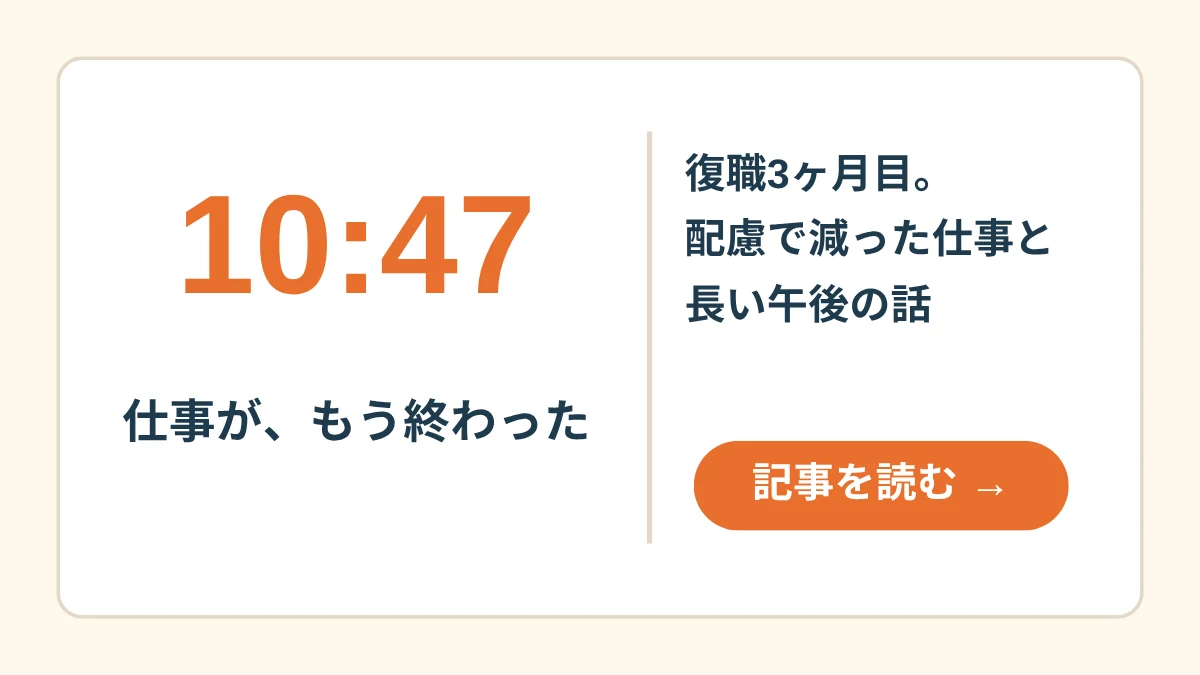 10:47
仕事が、もう終わった
復職3ヶ月目。
配慮で減った仕事と
長い午後の話
記事を読む →